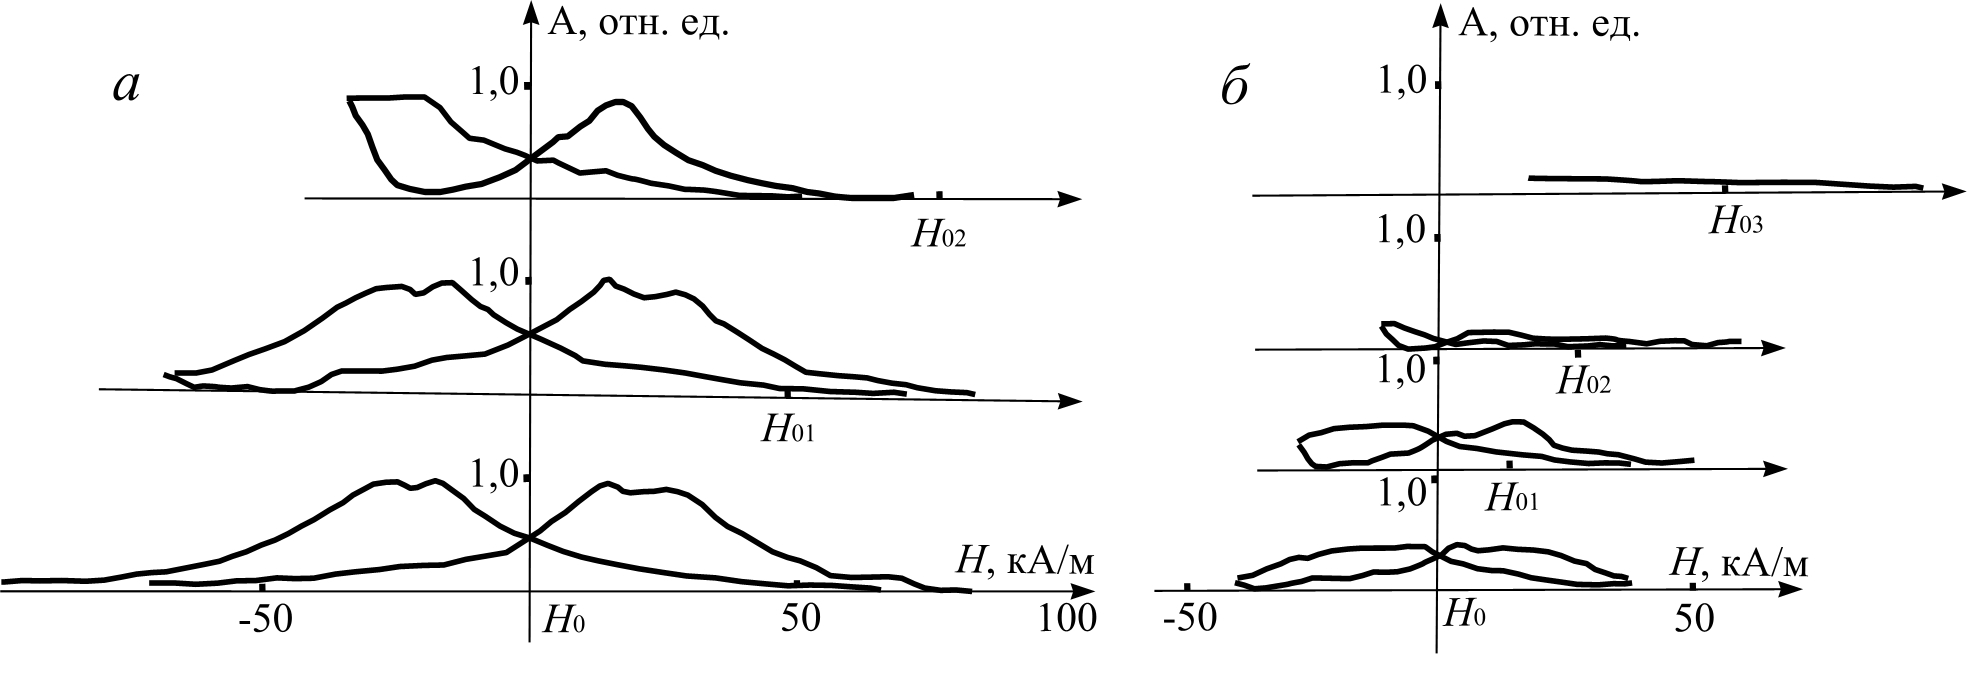 а
А, отн. ед.
1,0
H02
1,0
H01
1,0
H, кА/м
-50
H0
50
100
б
А, отн. ед.
1,0
H03
1,0
H02
1,0
H01
1,0
H, кА/м
-50
H0
50